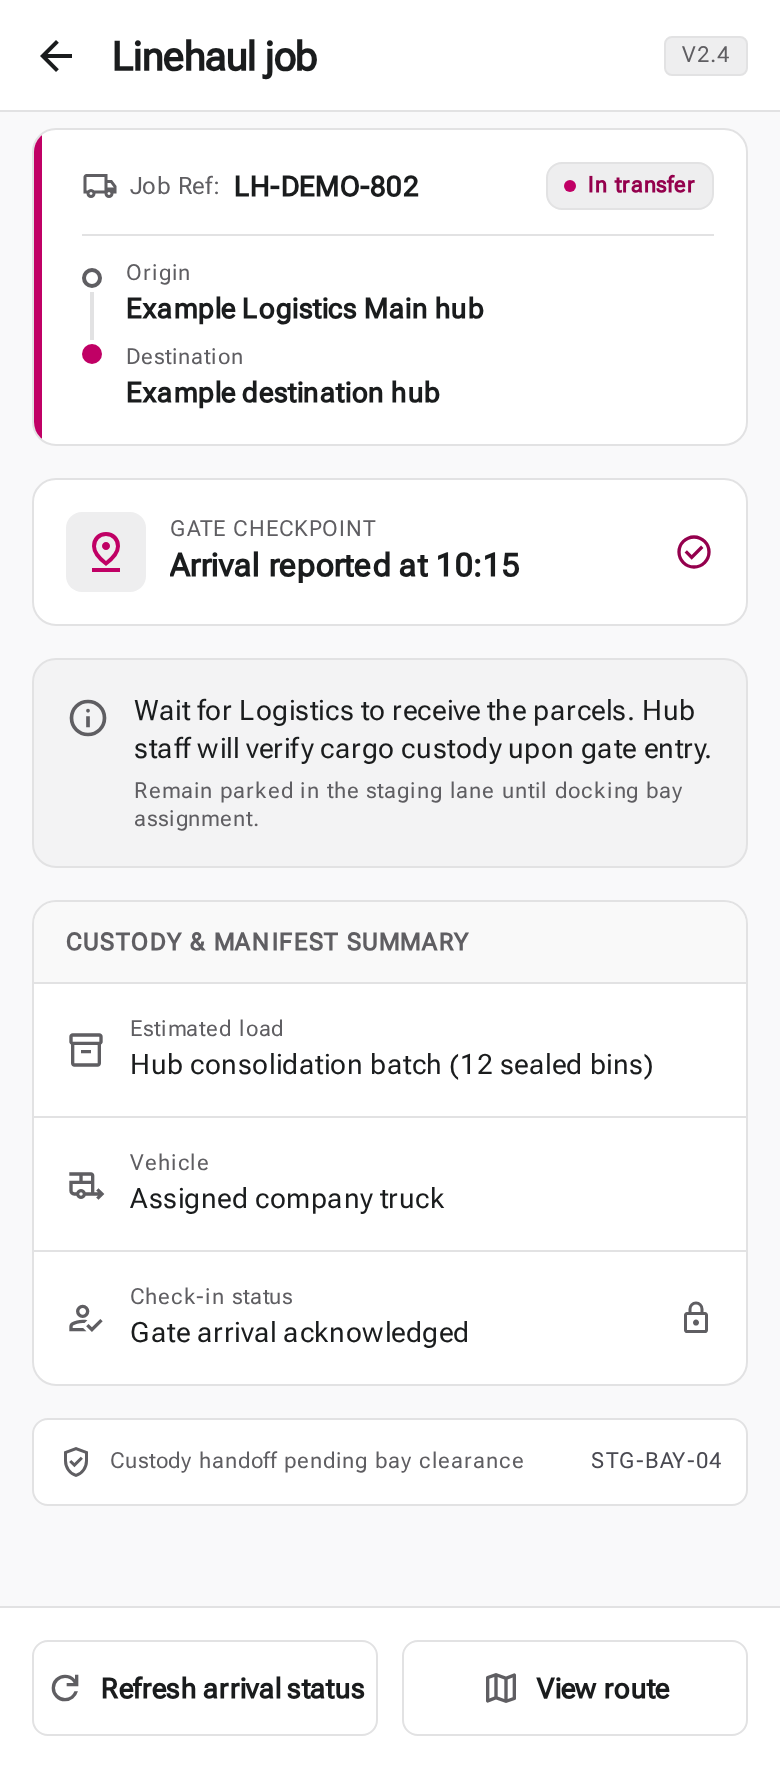 Linehaul job
V2.4
Job Ref: LH-DEMO-802
In transfer
Origin
Example Logistics Main hub
Destination
Example destination hub
GATE CHECKPOINT
Arrival reported at 10:15
Wait for Logistics to receive the parcels. Hub
staff will verify cargo custody upon gate entry.
Remain parked in the staging lane until docking bay
assignment.
CUSTODY & MANIFEST SUMMARY
Estimated load
Hub consolidation batch (12 sealed bins)
Vehicle
Assigned company truck
Check-in status
Gate arrival acknowledged
Custody handoff pending bay clearance
STG-BAY-04
Refresh arrival status
View route